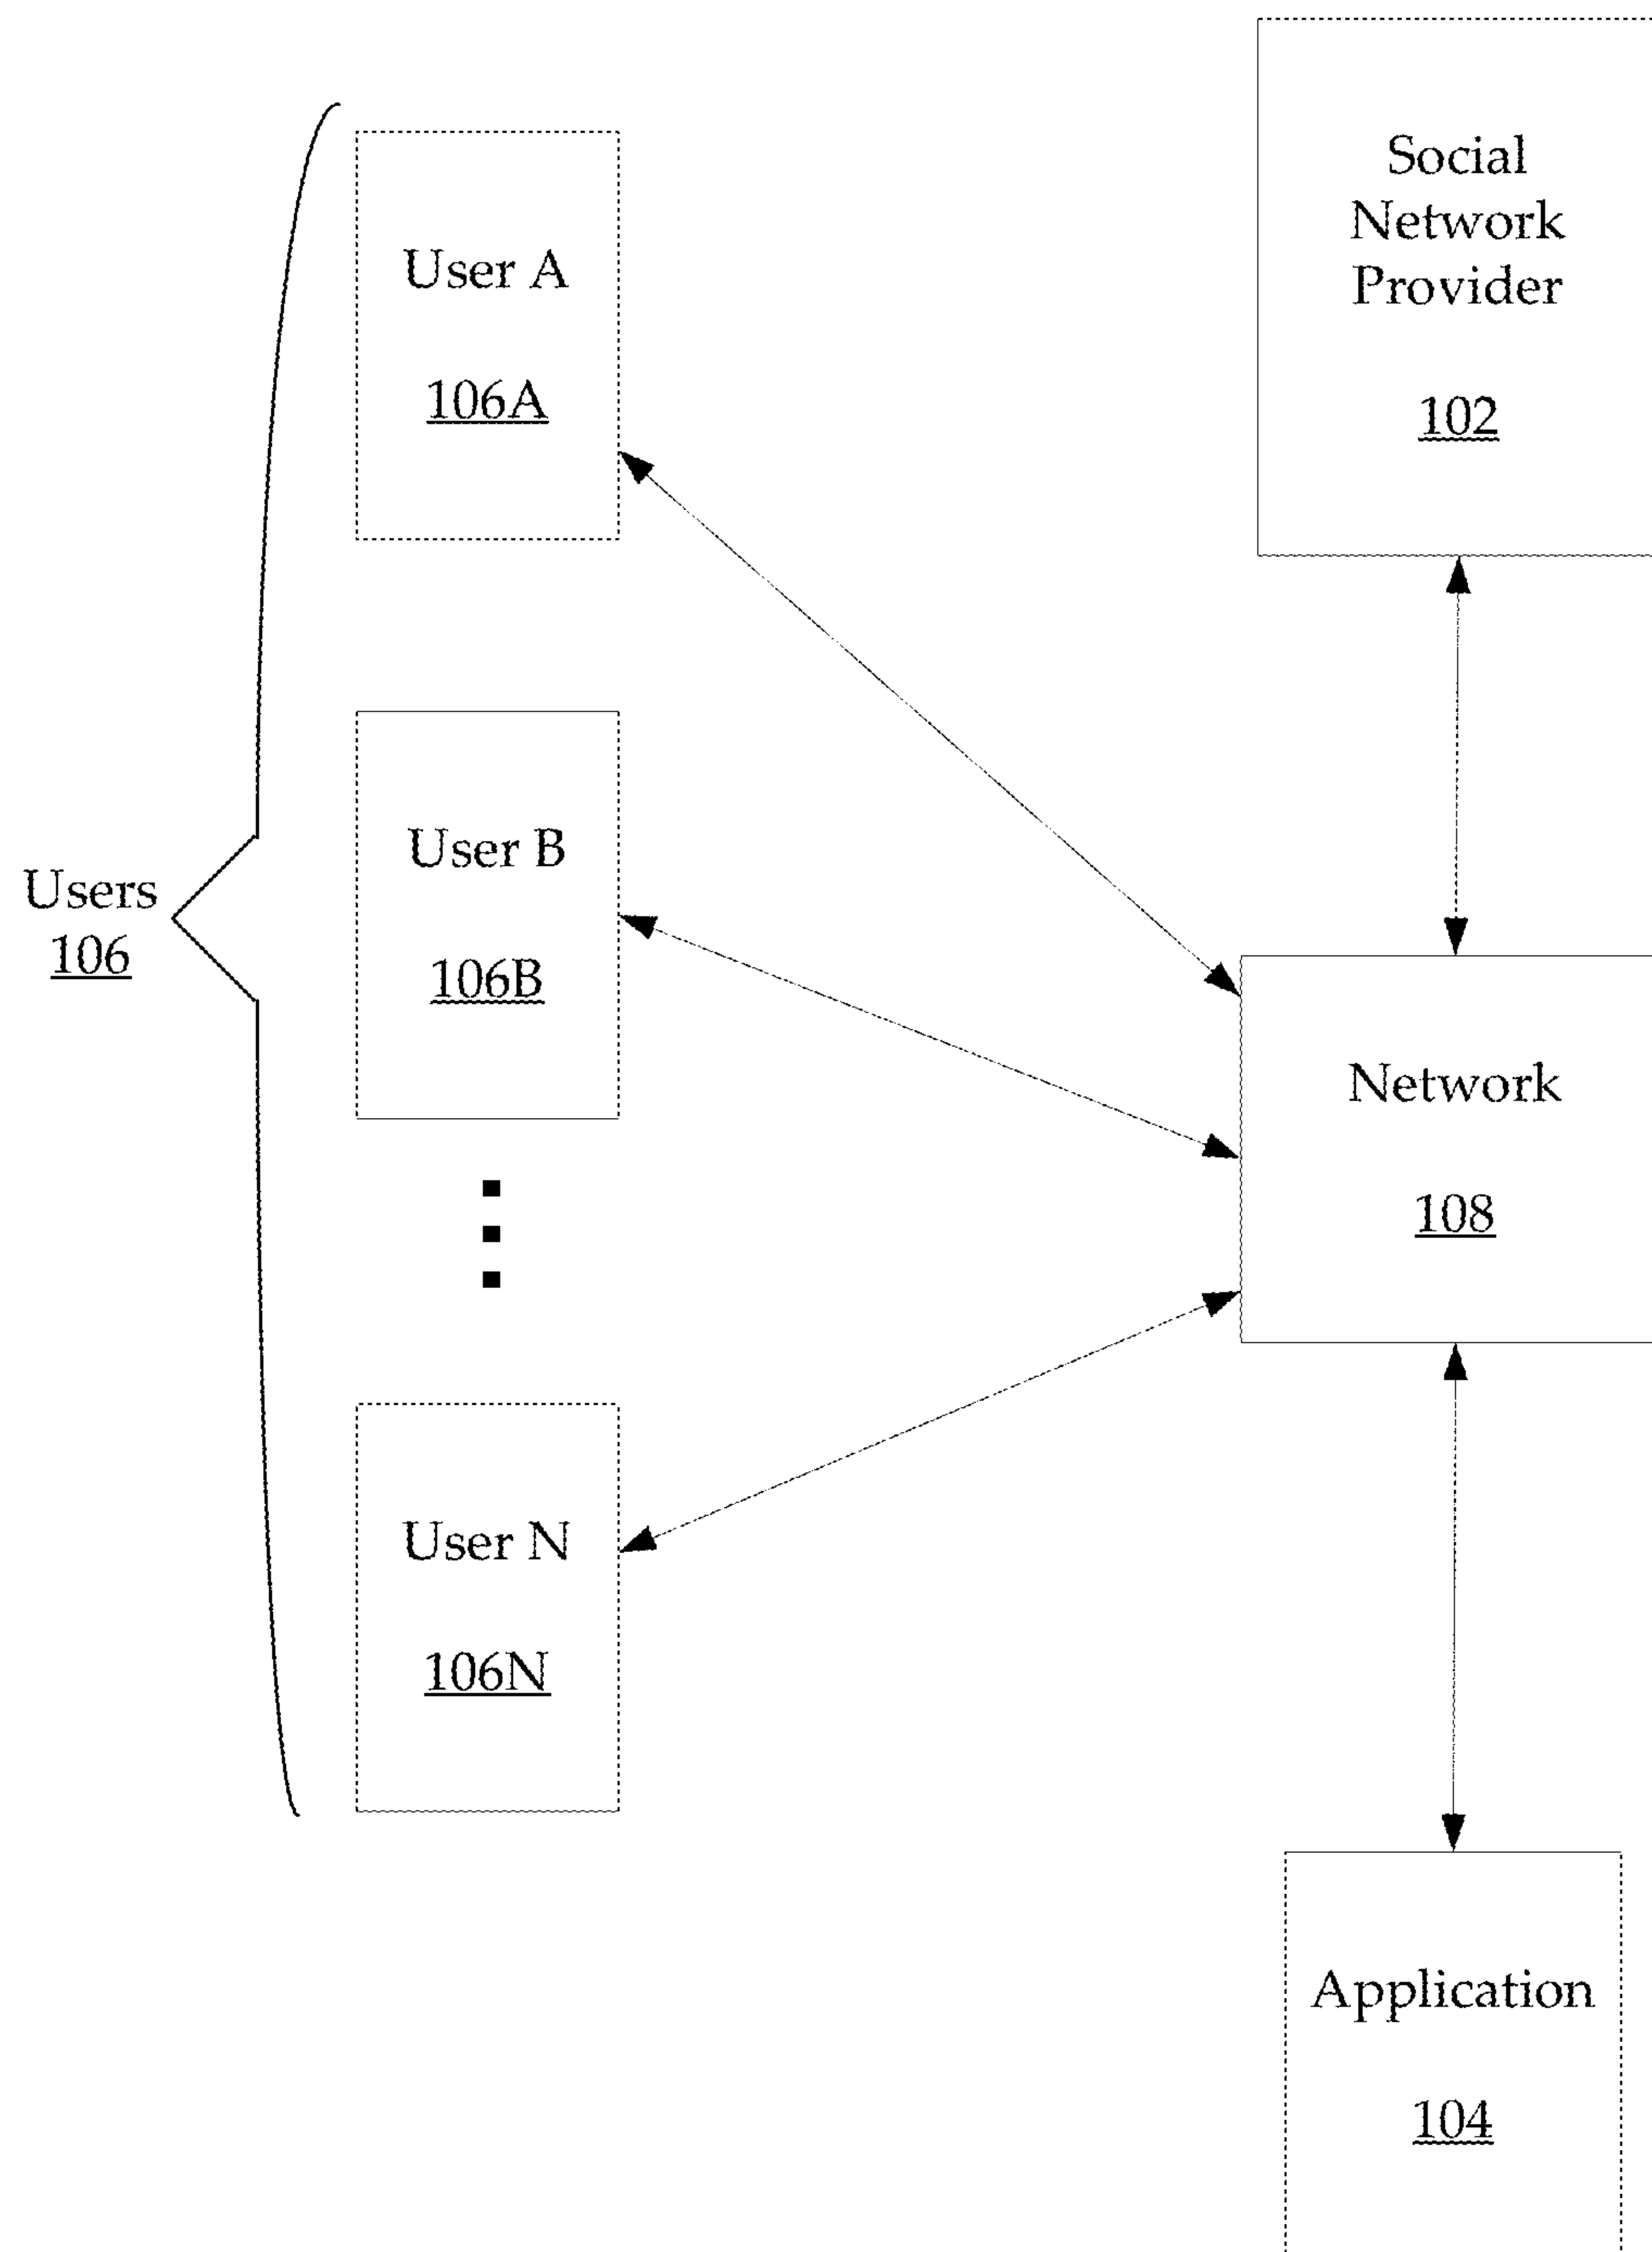 Social
Network
Provider
102
User A
106A
User B
106B
Users
106
Network
108
User N
106N
Application
104